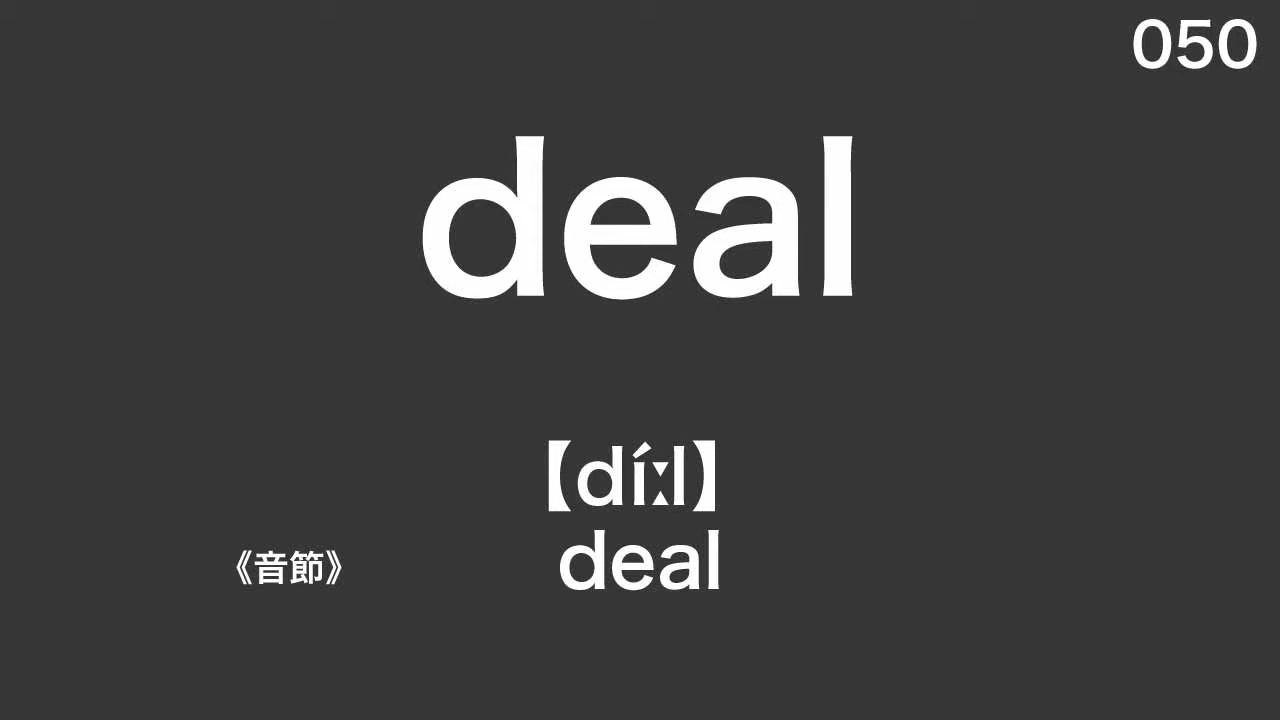 050
deal
【díːl】
《音節》 deal